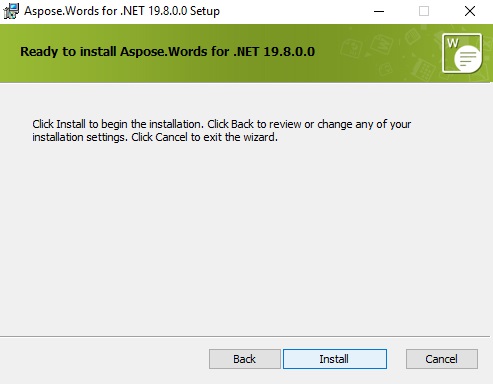 Aspose.Words for .NET 19.8.0.0 Setup
Ready to install Aspose.Words for .NET 19.8.0.0
W
Click Install to begin the installation. Click Back to review or change any of your
installation settings. Click Cancel to exit the wizard.
Back Install Cancel